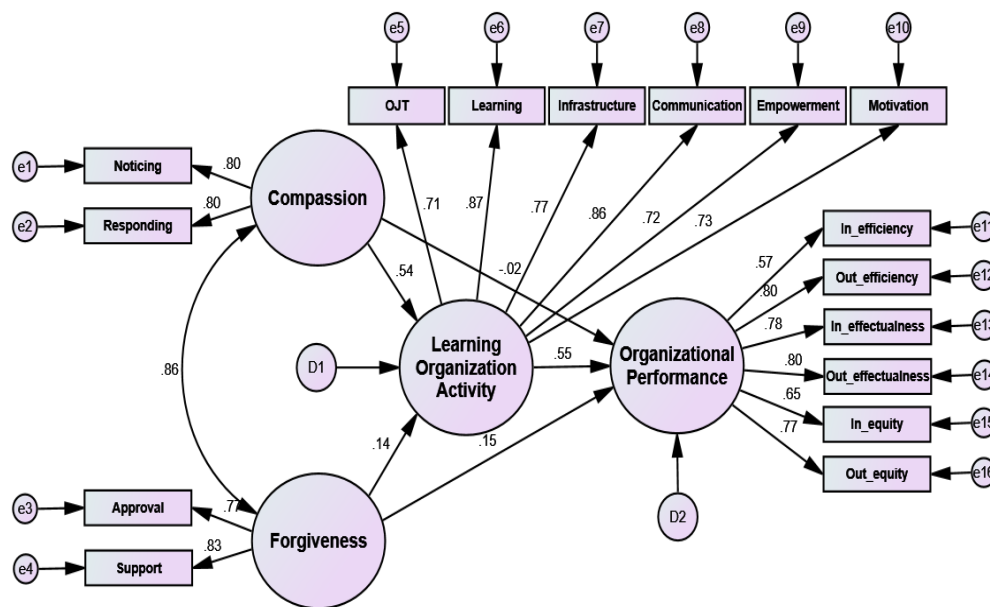 e5
e6
e7
e8
e9
e10
OJT
Learning
Infrastructure
Communication
Empowerment
Motivation
e1
Noticing
.80
e2
Responding
.80
Compassion
.71
.87
.77
.86
.72
.73
-.02
.54
In_efficiency
e11
.57
Out_efficiency
e12
.80
In_effectualness
e13
.78
Out_effectualness
e14
.80
In_equity
e15
.65
Out_equity
e16
.77
.86
D1
Learning
Organization
Activity
.55
Organizational
Performance
.14
.15
D2
e3
Approval
.77
e4
Support
.83
Forgiveness